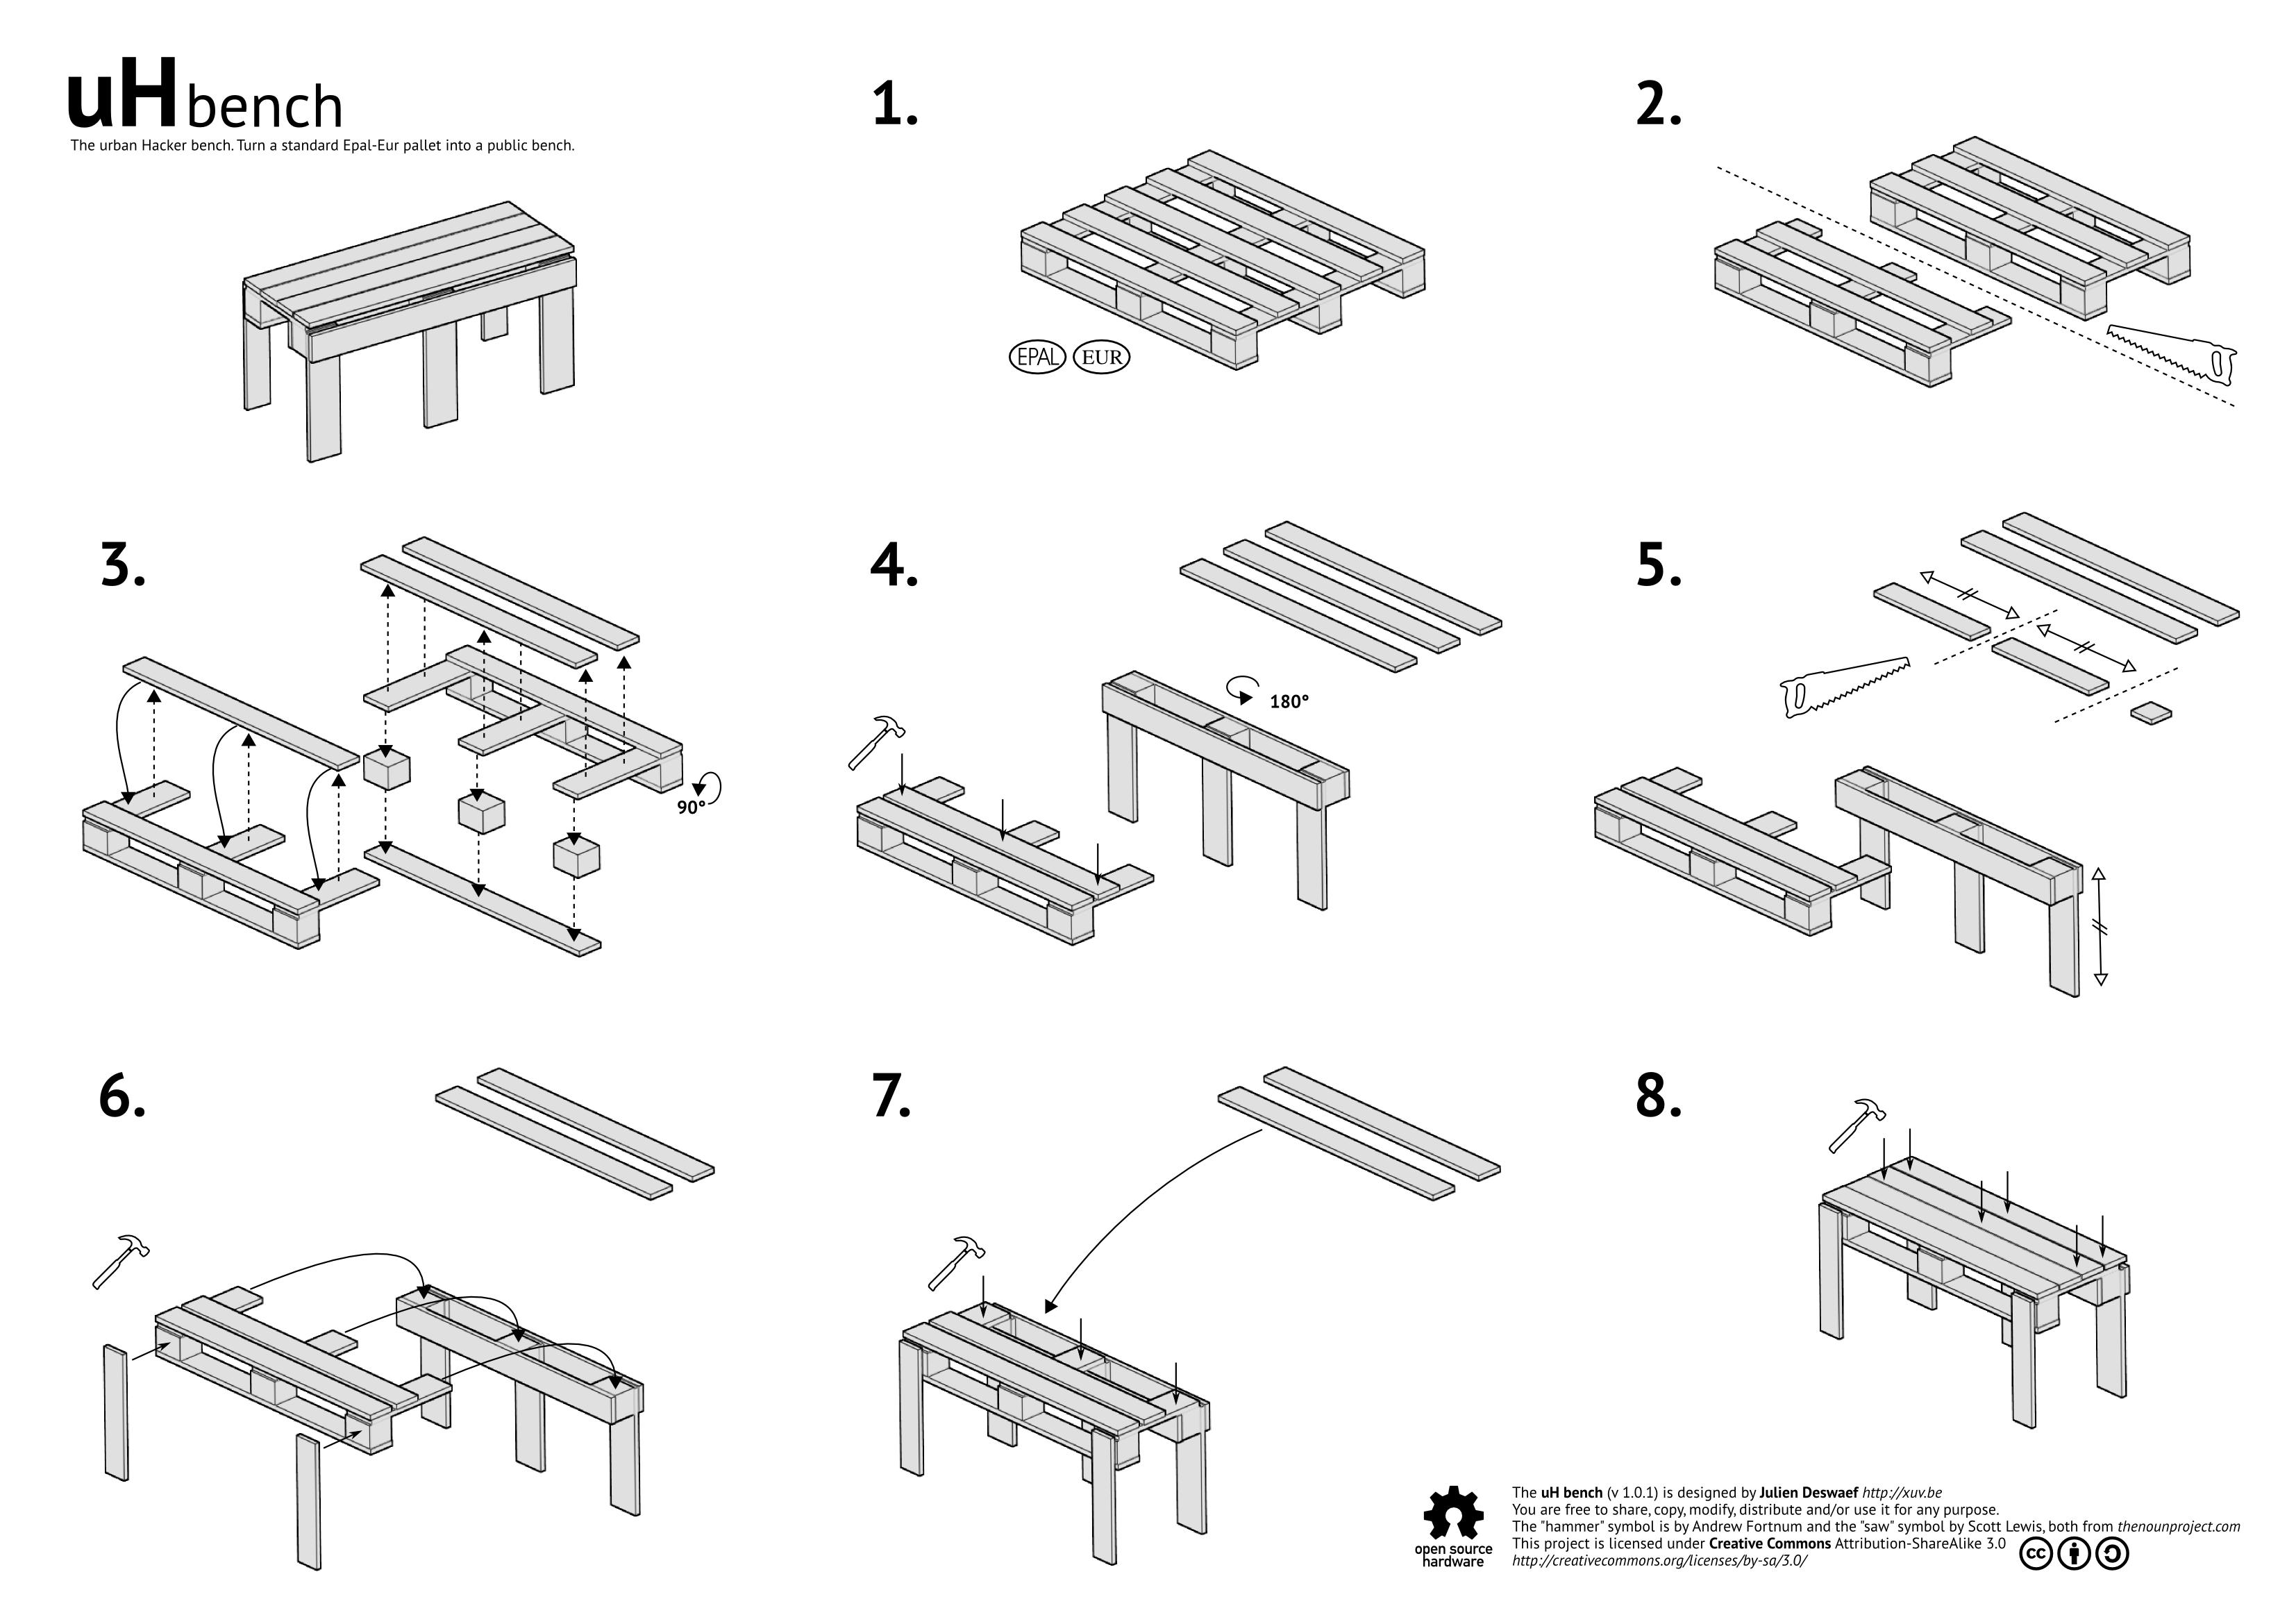 uH bench
The urban Hacker bench. Turn a standard Epal-Eur pallet into a public bench.
1.
EPAL EUR
2.
3.
90°
4.
180°
5.
6.
7.
8.
open source
hardware
The uH bench (v 1.0.1) is designed by Julien Deswaef http://xuv.be
You are free to share, copy, modify, distribute and/or use it for any purpose.
The "hammer" symbol is by Andrew Fortnum and the "saw" symbol by Scott Lewis, both from thenounproject.com
This project is licensed under Creative Commons Attribution-ShareAlike 3.0
http://creativecommons.org/licenses/by-sa/3.0/
cc